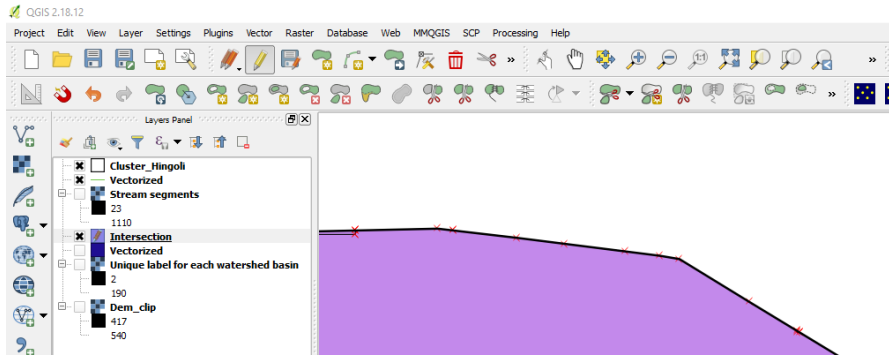 QGIS 2.18.12
Project Edit View Layer Settings Plugins Vector Raster Database Web MMQGIS SCP Processing Help
» 1:1 »
»
Layers Panel
Cluster_Hingoli
Vectorized
Stream segments
23
1110
Intersection
Vectorized
Unique label for each watershed basin
2
190
Dem_clip
417
540